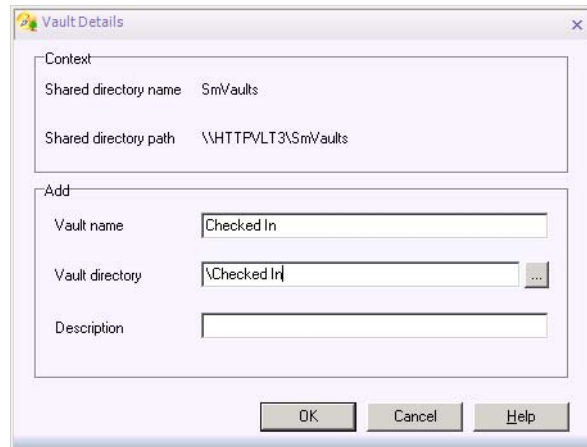 Vault Details
Context
Shared directory name SmVaults
Shared directory path \\HTTPVLT3\SmVaults
Add
Vault name Checked In
Vault directory \Checked In ...
Description
OK Cancel Help